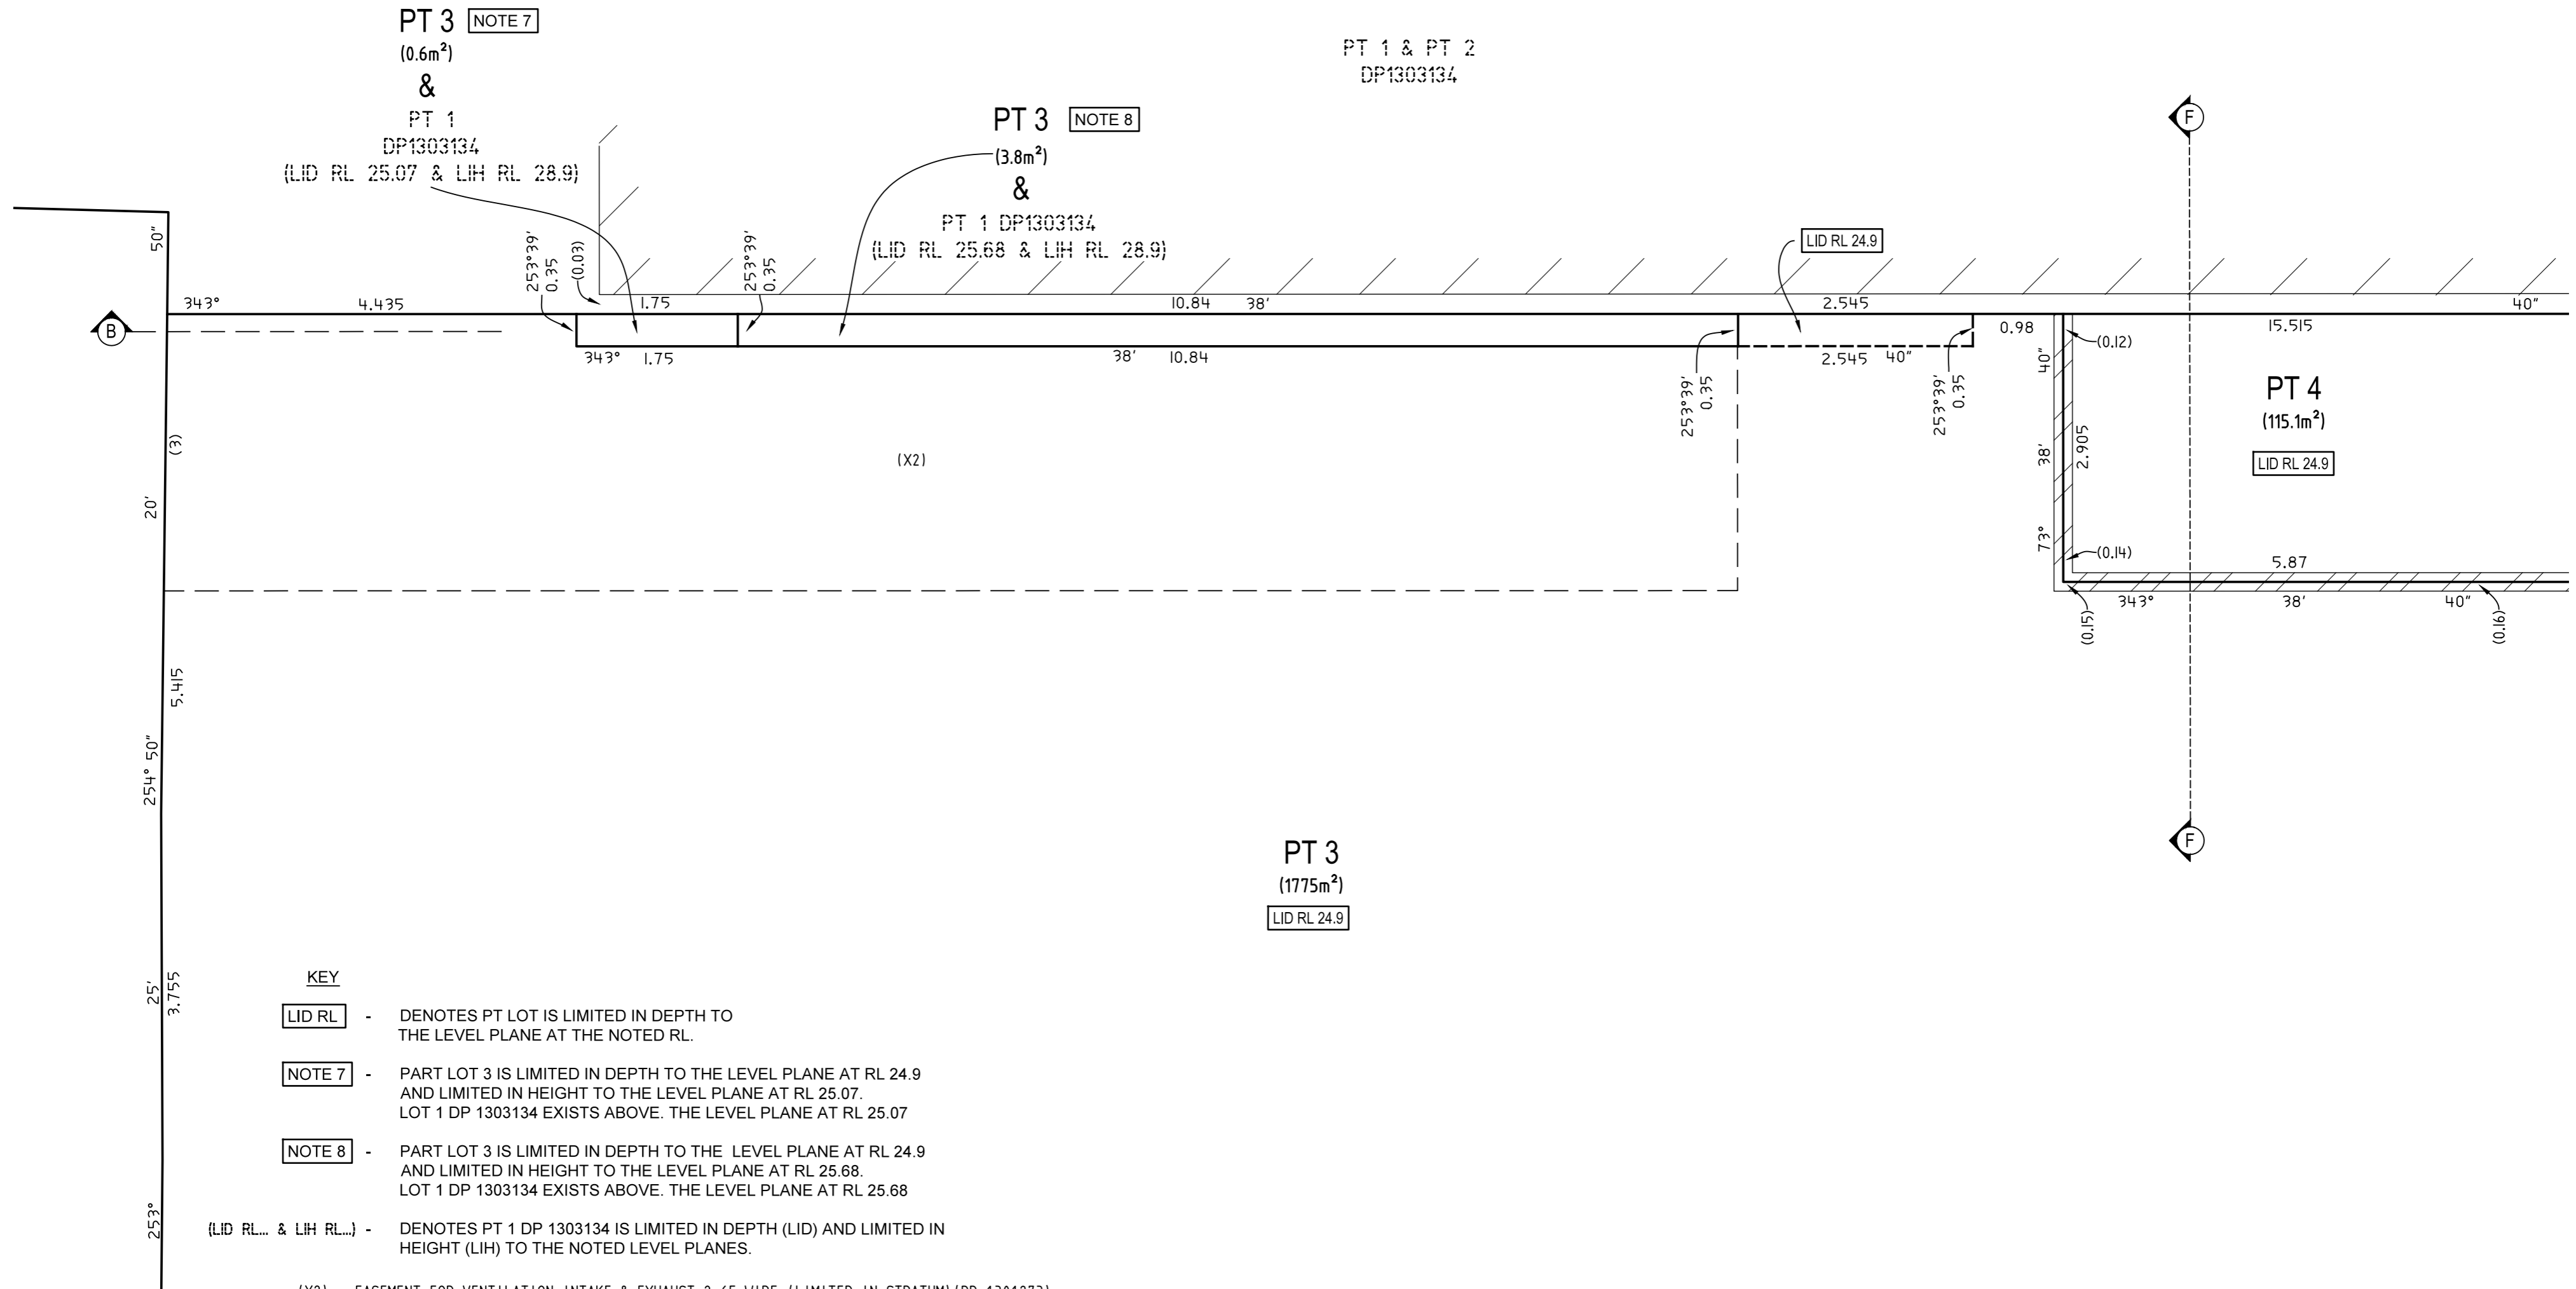 PT 3 NOTE 7
(0.6m²)
&
PT 1
DP1303134
(LID RL 25.07 & LIH RL 28.9)
PT 1 & PT 2
DP1303134
PT 3 NOTE 8
(3.8m²)
&
PT 1 DP1303134
(LID RL 25.68 & LIH RL 28.9)
F
LID RL 24.9
50"
253°39'
0.35
(0.03)
253°39'
0.35
343°
4.435
1.75
10.84
38'
2.545
15.515
40"
B
343°
1.75
38'
10.84
2.545
40"
0.98
253°39'
0.35
253°39'
0.35
(0.12)
40"
38'
73°
2.905
(0.14)
PT 4
(115.1m²)
LID RL 24.9
5.87
343°
38'
40"
(0.15)
(0.16)
(3)
20'
(X2)
5.415
254° 50"
F
PT 3
(1775m²)
LID RL 24.9
25'
3.755
253°
KEY
LID RL - DENOTES PT LOT IS LIMITED IN DEPTH TO
THE LEVEL PLANE AT THE NOTED RL.
NOTE 7 - PART LOT 3 IS LIMITED IN DEPTH TO THE LEVEL PLANE AT RL 24.9
AND LIMITED IN HEIGHT TO THE LEVEL PLANE AT RL 25.07.
LOT 1 DP 1303134 EXISTS ABOVE. THE LEVEL PLANE AT RL 25.07
NOTE 8 - PART LOT 3 IS LIMITED IN DEPTH TO THE LEVEL PLANE AT RL 24.9
AND LIMITED IN HEIGHT TO THE LEVEL PLANE AT RL 25.68.
LOT 1 DP 1303134 EXISTS ABOVE. THE LEVEL PLANE AT RL 25.68
(LID RL... & LIH RL...) - DENOTES PT 1 DP 1303134 IS LIMITED IN DEPTH (LID) AND LIMITED IN
HEIGHT (LIH) TO THE NOTED LEVEL PLANES.
EASEMENT FOR VENTILATION INTAKE & EXHAUST WIDE (LIMITED IN STRATUM)